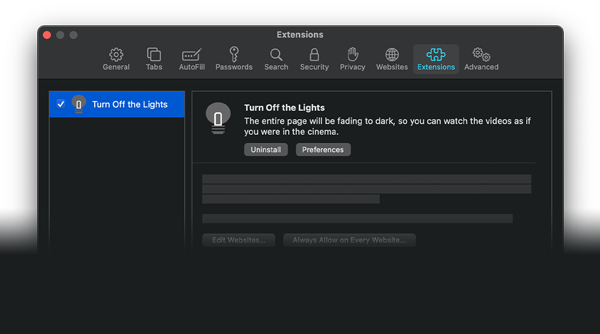 Extensions
General Tabs AutoFill Passwords Search Security Privacy Websites Extensions Advanced
Turn Off the Lights
Turn Off the Lights
The entire page will be fading to dark, so you can watch the videos as if
you were in the cinema.
Uninstall Preferences
Edit Websites... Always Allow on Every Website...